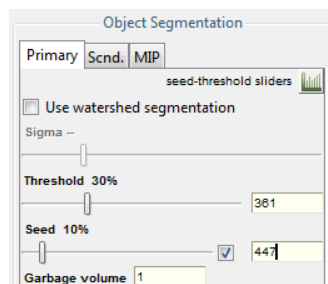 Object Segmentation
Primary Scnd. MIP
seed-threshold sliders
Use watershed segmentation
Sigma --
Threshold 30%
361
Seed 10%
447
Garbage volume 1